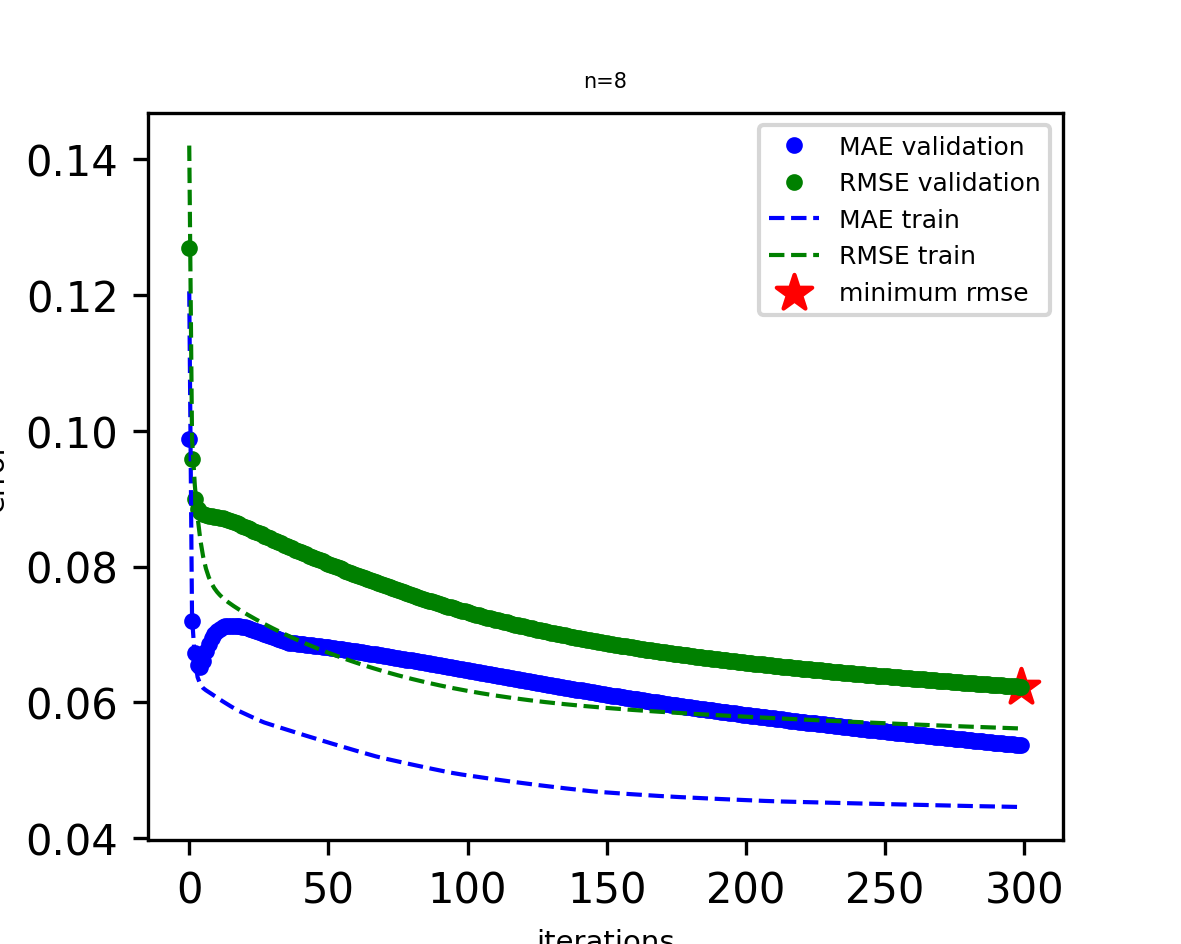 n=8
0.14
0.12
0.10
0.08
0.06
0.04
0
50
100
150
200
250
300
iterations
MAE validation
RMSE validation
MAE train
RMSE train
minimum rmse